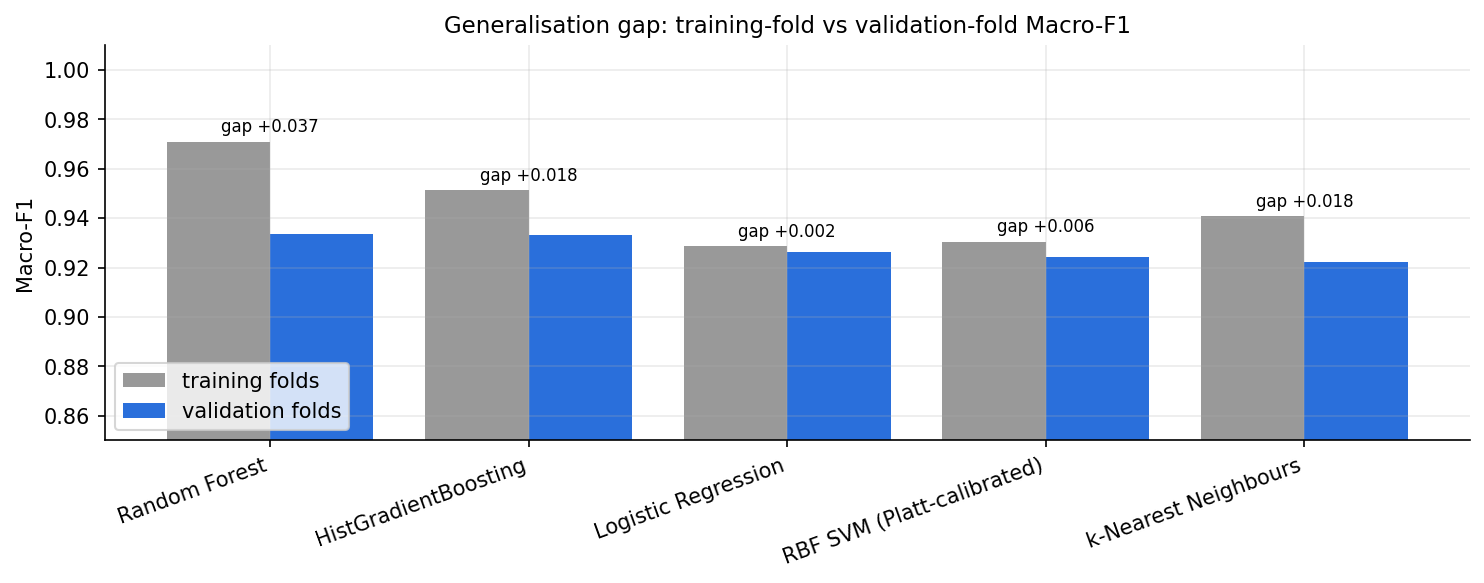 Generalisation gap: training-fold vs validation-fold Macro-F1
Macro-F1
1.00
0.98
0.96
0.94
0.92
0.90
0.88
0.86
gap +0.037
gap +0.018
gap +0.002
gap +0.006
gap +0.018
training folds
validation folds
Random Forest
HistGradientBoosting
Logistic Regression
RBF SVM (Platt-calibrated)
k-Nearest Neighbours